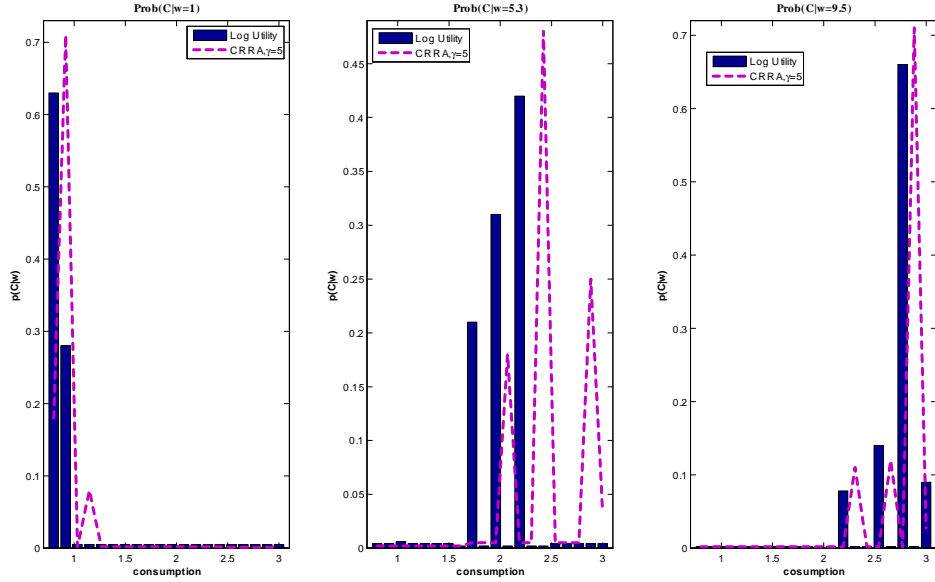 Prob(C|w=1)
Log Utility
CRRA,γ=5
0.7
0.6
0.5
0.4
0.3
0.2
0.1
0
p(C|w)
1
1.5
2
2.5
3
consumption
Prob(C|w=5.3)
Log Utility
CRRA,γ=5
0.45
0.4
0.35
0.3
0.25
0.2
0.15
0.1
0.05
0
p(C|w)
1
1.5
2
2.5
3
consumption
Prob(C|w=9.5)
Log Utility
CRRA,γ=5
0.7
0.6
0.5
0.4
0.3
0.2
0.1
0
p(C|w)
1
1.5
2
2.5
3
consumption